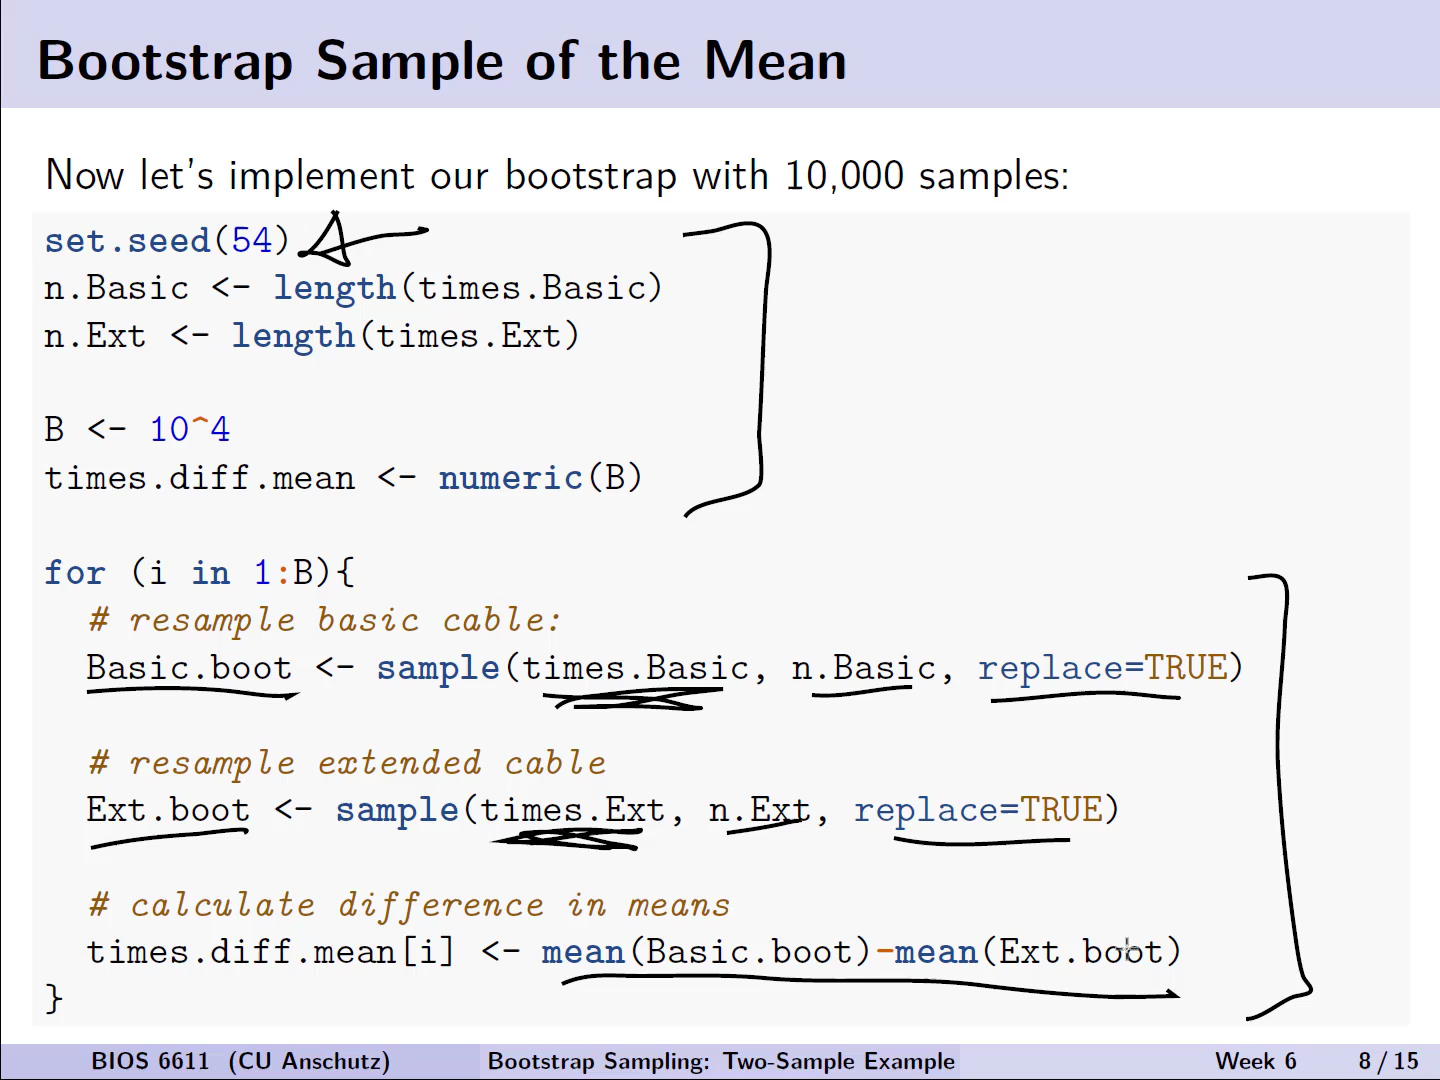 Bootstrap Sample of the Mean
Now let's implement our bootstrap with 10,000 samples:
set.seed(54)
n.Basic <- length(times.Basic)
n.Ext <- length(times.Ext)
B <- 10^4
times.diff.mean <- numeric(B)
for (i in 1:B){
# resample basic cable:
Basic.boot <- sample(times.Basic, n.Basic, replace=TRUE)
# resample extended cable
Ext.boot <- sample(times.Ext, n.Ext, replace=TRUE)
# calculate difference in means
times.diff.mean[i] <- mean(Basic.boot)-mean(Ext.boot)
}
BIOS 6611 (CU Anschutz) Bootstrap Sampling: Two-Sample Example Week 6 8 / 15